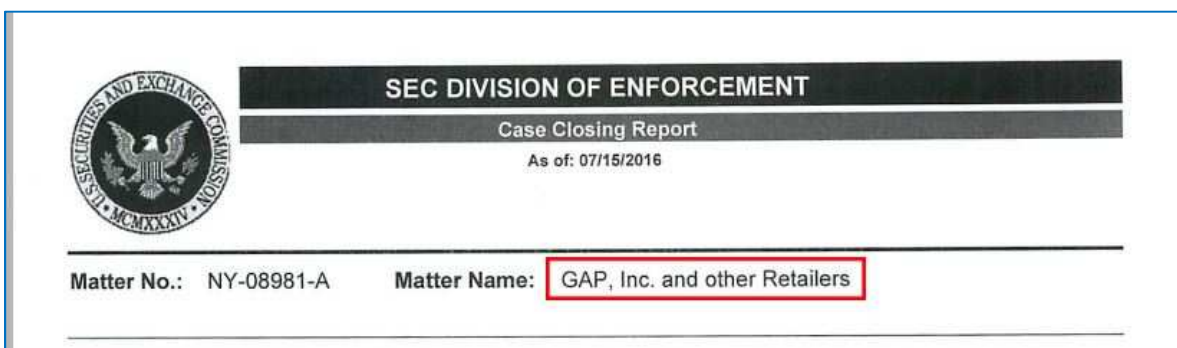 SEC DIVISION OF ENFORCEMENT
Case Closing Report
As of: 07/15/2016
U.S. SECURITIES AND EXCHANGE COMMISSION
MCMXXXIV
Matter No.: NY-08981-A Matter Name: GAP, Inc. and other Retailers